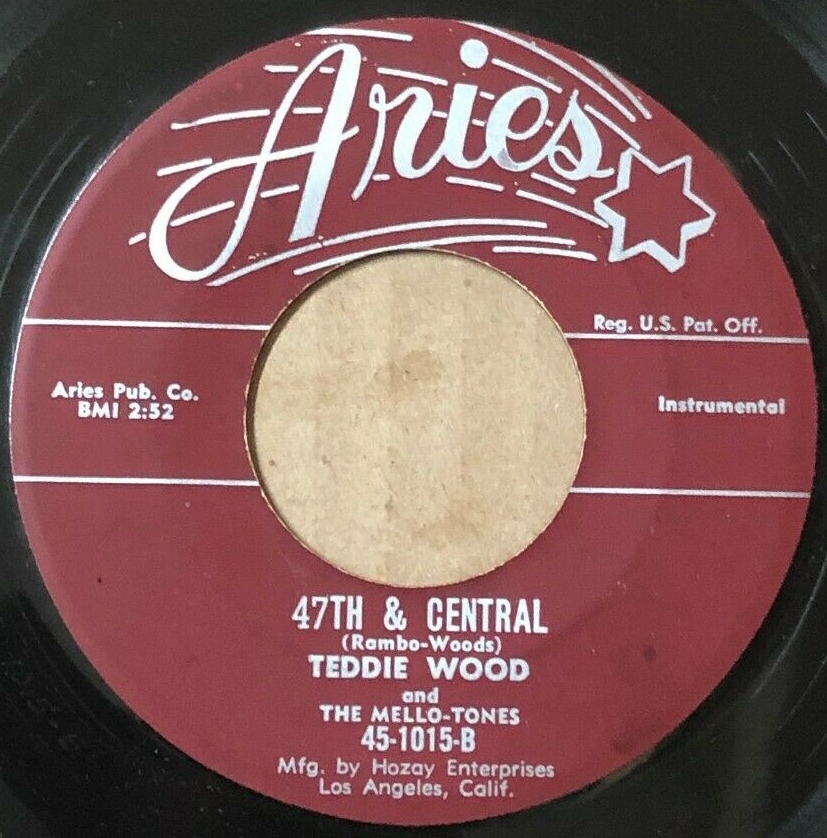 Aries
Reg. U.S. Pat. Off.
Aries Pub. Co.
BMI 2:52
Instrumental
47TH & CENTRAL
(Rambo-Woods)
TEDDIE WOOD
and
THE MELLO-TONES
45-1015-B
Mfg. by Hozay Enterprises
Los Angeles, Calif.